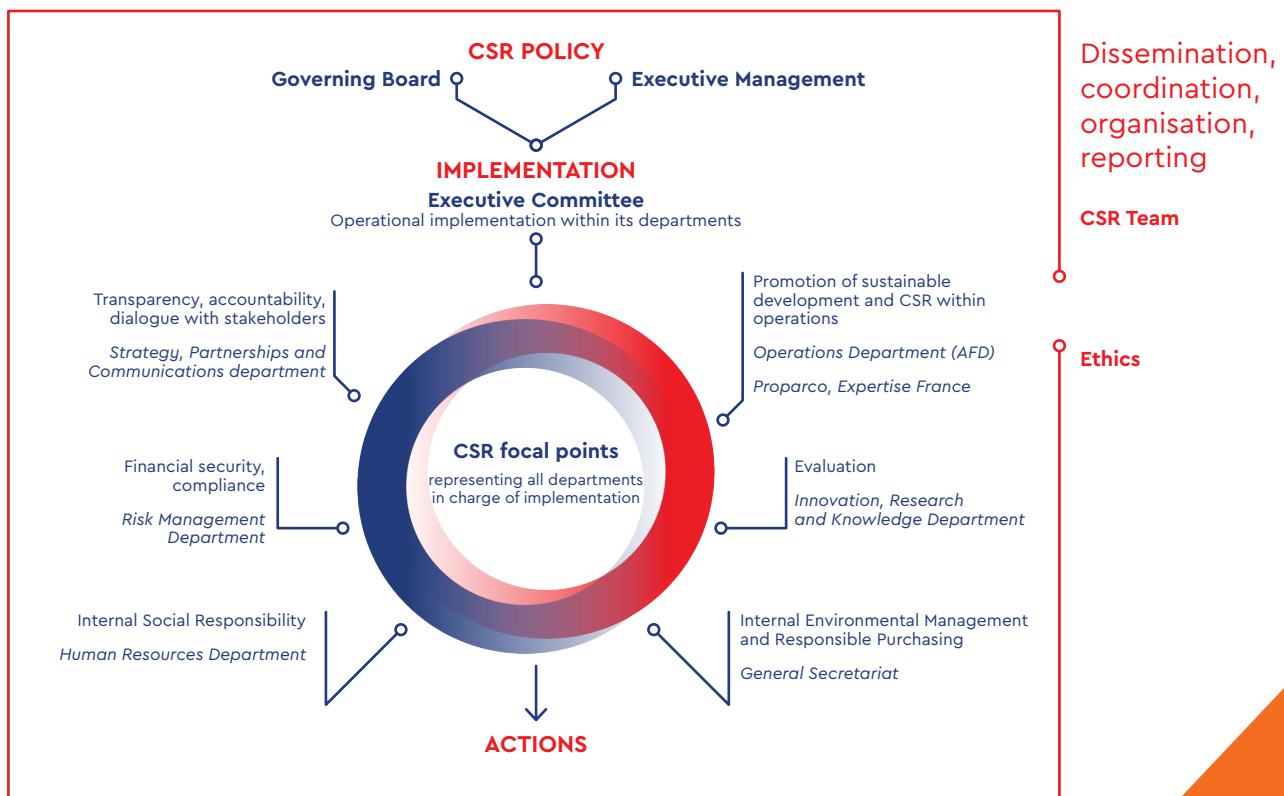 CSR POLICY
Governing Board
Executive Management
IMPLEMENTATION
Executive Committee
Operational implementation within its departments
Transparency, accountability,
dialogue with stakeholders
Strategy, Partnerships and
Communications department
Financial security,
compliance
Risk Management
Department
Internal Social Responsibility
Human Resources Department
CSR focal points
representing all departments
in charge of implementation
Promotion of sustainable
development and CSR within
operations
Operations Department (AFD)
Proparco, Expertise France
Evaluation
Innovation, Research
and Knowledge Department
Internal Environmental Management
and Responsible Purchasing
General Secretariat
ACTIONS
Dissemination,
coordination,
organisation,
reporting
CSR Team
Ethics